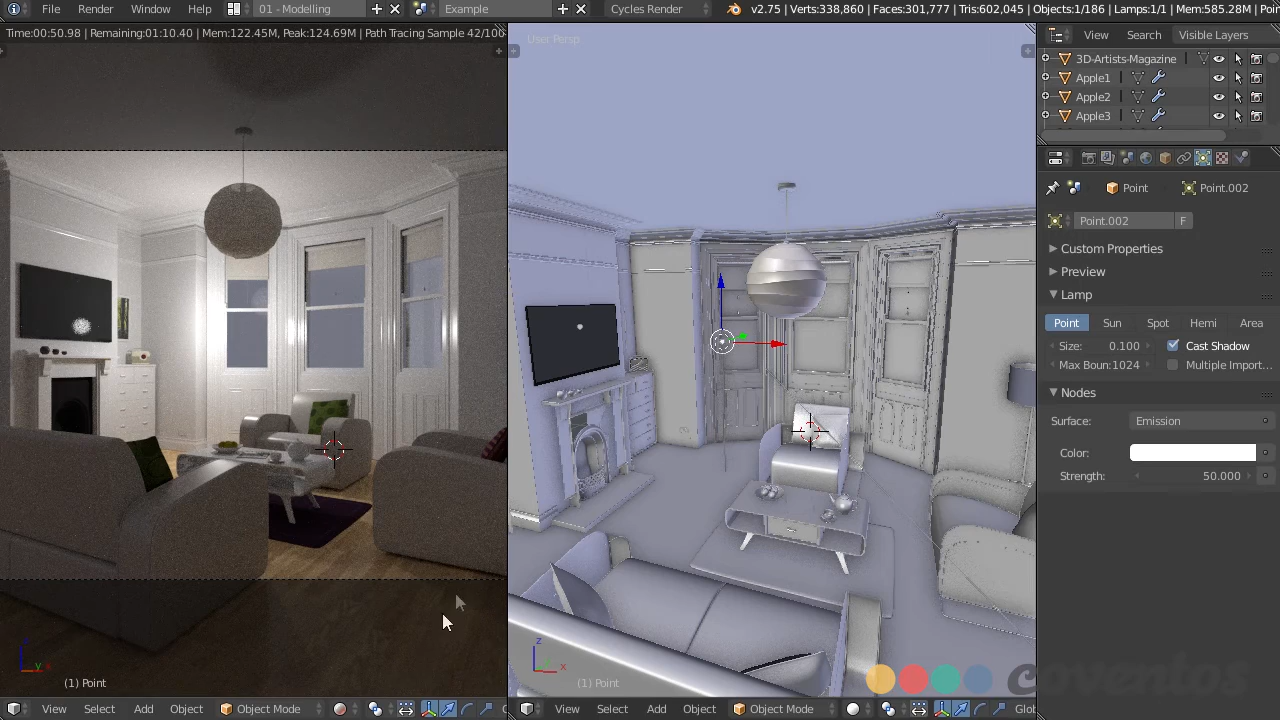 File Render Window Help 01 - Modelling Example Cycles Render v2.75 | Verts:338,860 | Faces:301,777 | Tris:602,045 | Objects:1/186 | Lamps:1/1 | Mem:585.28M | Poin
Time:00:50.98 | Remaining:01:10.40 | Mem:122.45M, Peak:124.69M | Path Tracing Sample 42/100
User Persp
View Search Visible Layers
3D-Artists-Magazine
Apple1
Apple2
Apple3
Point Point.002
Point.002 F
Custom Properties
Preview
Lamp
Point Sun Spot Hemi Area
Size: 0.100 Cast Shadow
Max Boun:1024 Multiple Import...
Nodes
Surface: Emission
Color:
Strength: 50.000
z
y
z
x
(1) Point
(1) Point
coventos
View Select Add Object Object Mode
View Select Add Object Object Mode Glob